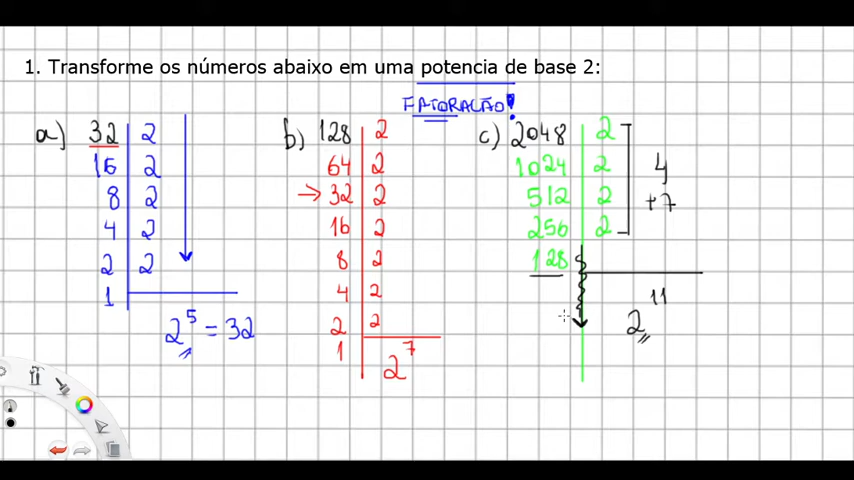 1. Transforme os números abaixo em uma potencia de base 2:
FATORAÇÃO!
a) 32 2
16 2
8 2
4 2
2 2
1
2⁵ = 32
b) 128 2
64 2
→ 32 2
16 2
8 2
4 2
2 2
1
2⁷
c) 2048 2
1024 2
512 2
256 2
128
4
+7
2¹¹